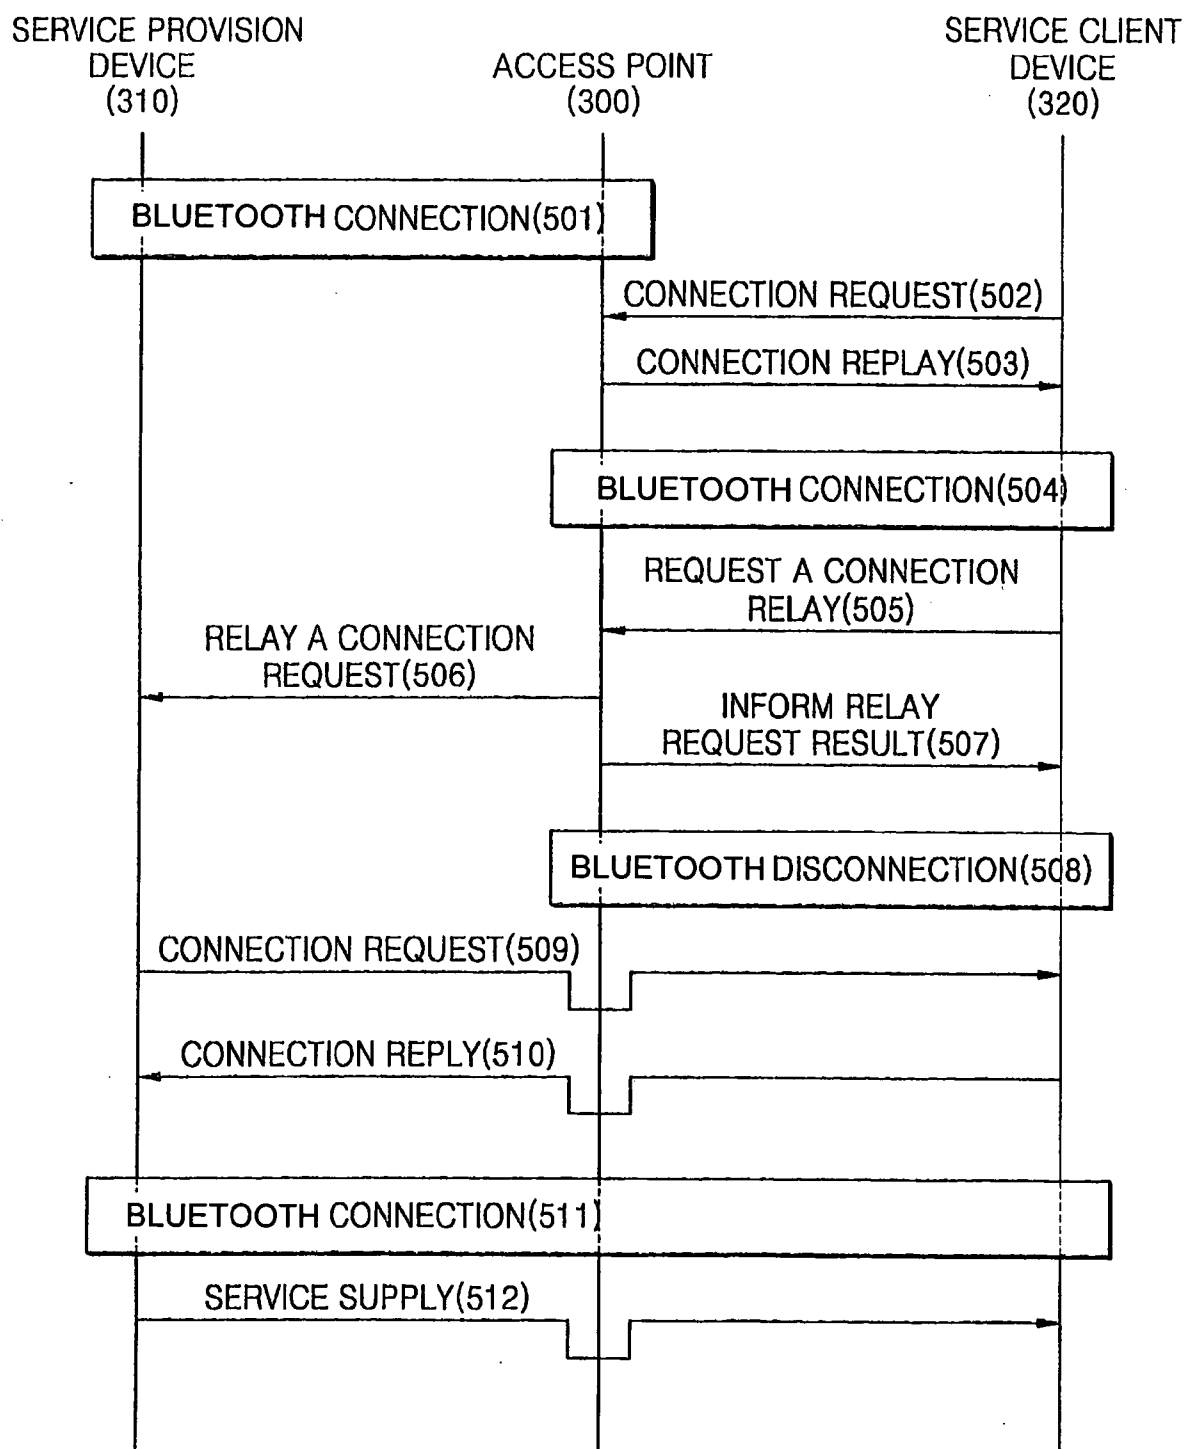 SERVICE PROVISION
DEVICE
(310)
ACCESS POINT
(300)
SERVICE CLIENT
DEVICE
(320)
BLUETOOTH CONNECTION(501)
CONNECTION REQUEST(502)
CONNECTION REPLAY(503)
BLUETOOTH CONNECTION(504)
REQUEST A CONNECTION
RELAY(505)
RELAY A CONNECTION
REQUEST(506)
INFORM RELAY
REQUEST RESULT(507)
BLUETOOTH DISCONNECTION(508)
CONNECTION REQUEST(509)
CONNECTION REPLY(510)
BLUETOOTH CONNECTION(511)
SERVICE SUPPLY(512)